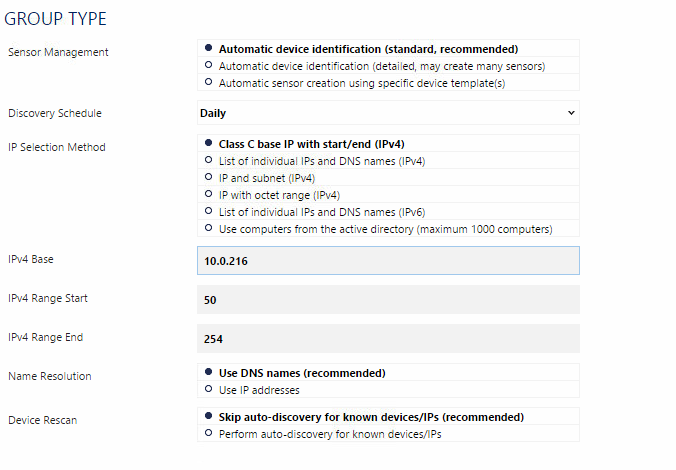 GROUP TYPE
Sensor Management
Automatic device identification (standard, recommended)
Automatic device identification (detailed, may create many sensors)
Automatic sensor creation using specific device template(s)
Discovery Schedule
Daily
IP Selection Method
Class C base IP with start/end (IPv4)
List of individual IPs and DNS names (IPv4)
IP and subnet (IPv4)
IP with octet range (IPv4)
List of individual IPs and DNS names (IPv6)
Use computers from the active directory (maximum 1000 computers)
IPv4 Base
10.0.216
IPv4 Range Start
50
IPv4 Range End
254
Name Resolution
Use DNS names (recommended)
Use IP addresses
Device Rescan
Skip auto-discovery for known devices/IPs (recommended)
Perform auto-discovery for known devices/IPs